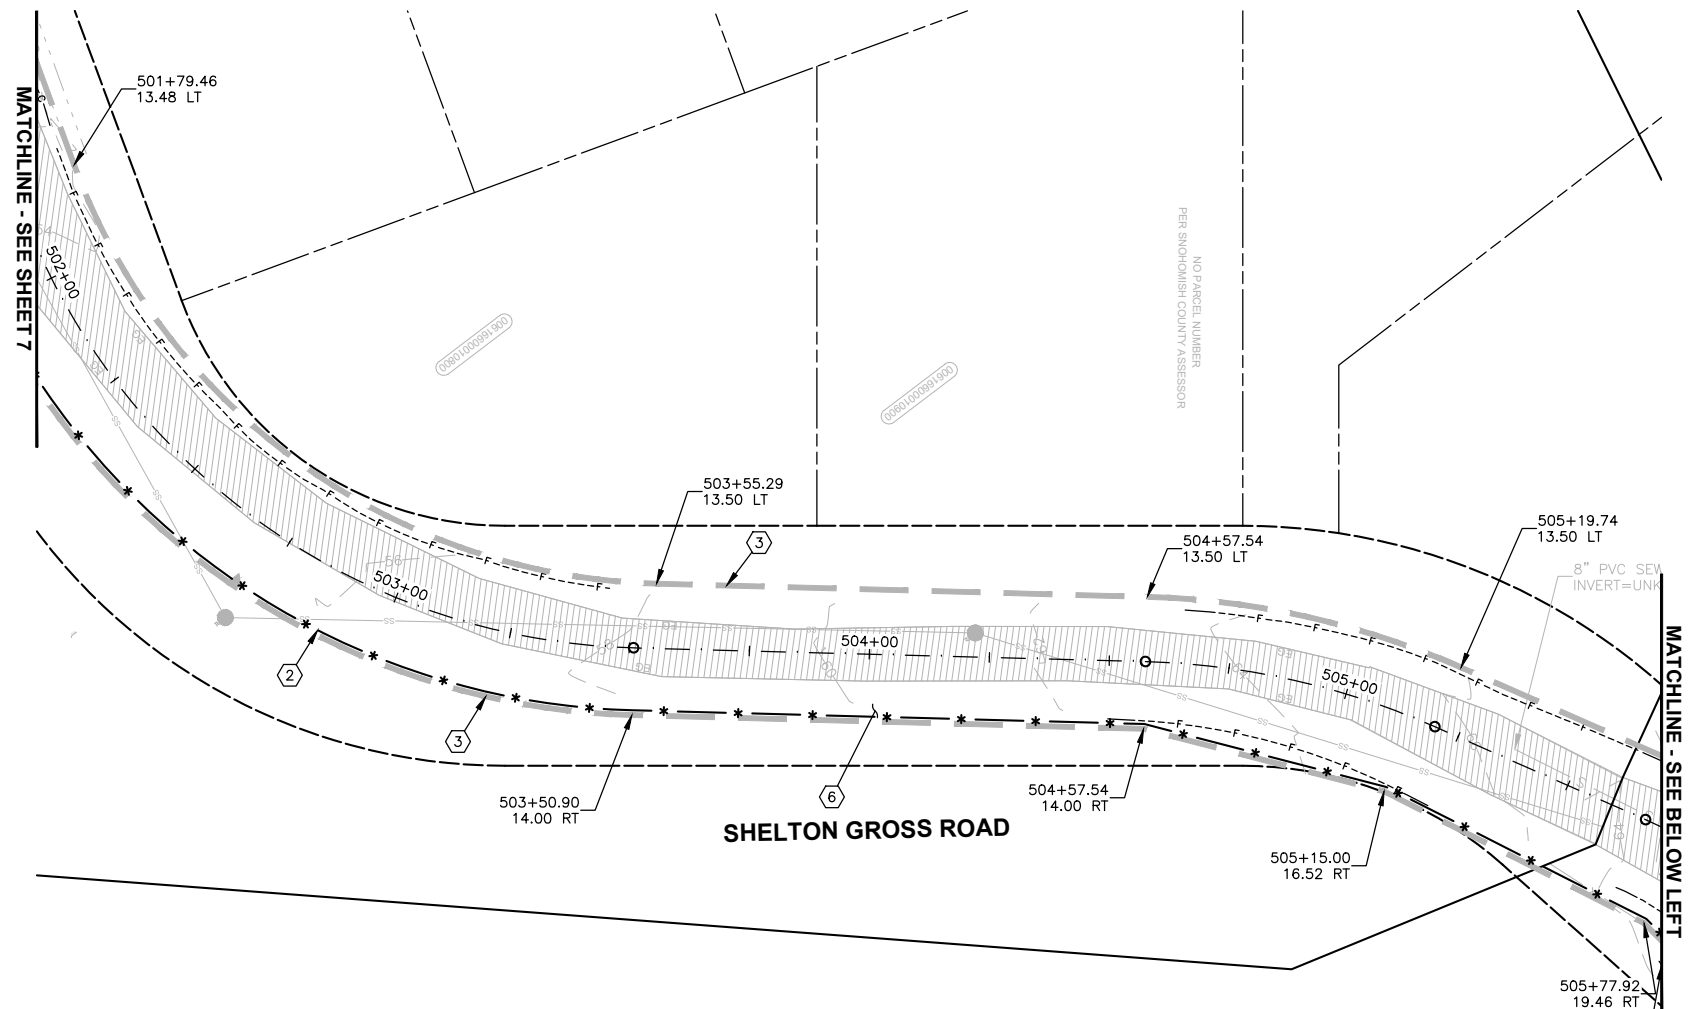 501+79.46
13.48 LT
MATCHLINE - SEE SHEET 7
502+00
00616600010800
00616600010900
NO PARCEL NUMBER
PER SNOHOMISH COUNTY ASSESSOR
503+55.29
13.50 LT
3
504+57.54
13.50 LT
505+19.74
13.50 LT
8" PVC SEW
INVERT=UNK
503+00
504+00
505+00
2
3
503+50.90
14.00 RT
6
504+57.54
14.00 RT
SHELTON GROSS ROAD
505+15.00
16.52 RT
MATCHLINE - SEE BELOW LEFT
505+77.92
19.46 RT